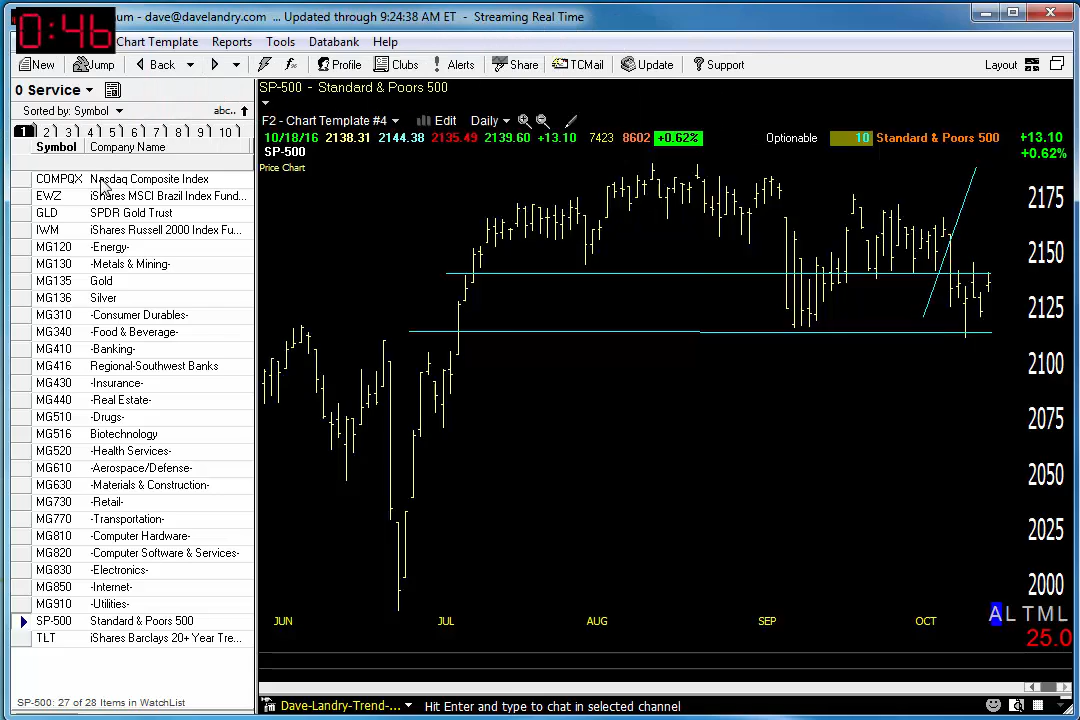 0:46
um - dave@davelandry.com ... Updated through 9:24:38 AM ET - Streaming Real Time
Chart Template Reports Tools Databank Help
New Jump Back Profile Clubs Alerts Share TCMail Update Support Layout
0 Service
Sorted by: Symbol abc..
1 2 3 4 5 6 7 8 9 10
Symbol Company Name
COMPQX Nasdaq Composite Index
EWZ iShares MSCI Brazil Index Fund...
GLD SPDR Gold Trust
IWM iShares Russell 2000 Index Fu...
MG120 -Energy-
MG130 -Metals & Mining-
MG135 Gold
MG136 Silver
MG310 -Consumer Durables-
MG340 -Food & Beverage-
MG410 -Banking-
MG416 Regional-Southwest Banks
MG430 -Insurance-
MG440 -Real Estate-
MG510 -Drugs-
MG516 Biotechnology
MG520 -Health Services-
MG610 -Aerospace/Defense-
MG630 -Materials & Construction-
MG730 -Retail-
MG770 -Transportation-
MG810 -Computer Hardware-
MG820 -Computer Software & Services-
MG830 -Electronics-
MG850 -Internet-
MG910 -Utilities-
SP-500 Standard & Poors 500
TLT iShares Barclays 20+ Year Tre...
SP-500: 27 of 28 Items in WatchList
SP-500 - Standard & Poors 500
F2 - Chart Template #4 Edit Daily
10/18/16 2138.31 2144.38 2135.49 2139.60 +13.10 7423 8602 +0.62% Optionable 10 Standard & Poors 500 +13.10
+0.62%
SP-500
Price Chart
2175
2150
2125
2100
2075
2050
2025
2000
JUN JUL AUG SEP OCT
A L T M L
25.0
Dave-Landry-Trend-... Hit Enter and type to chat in selected channel